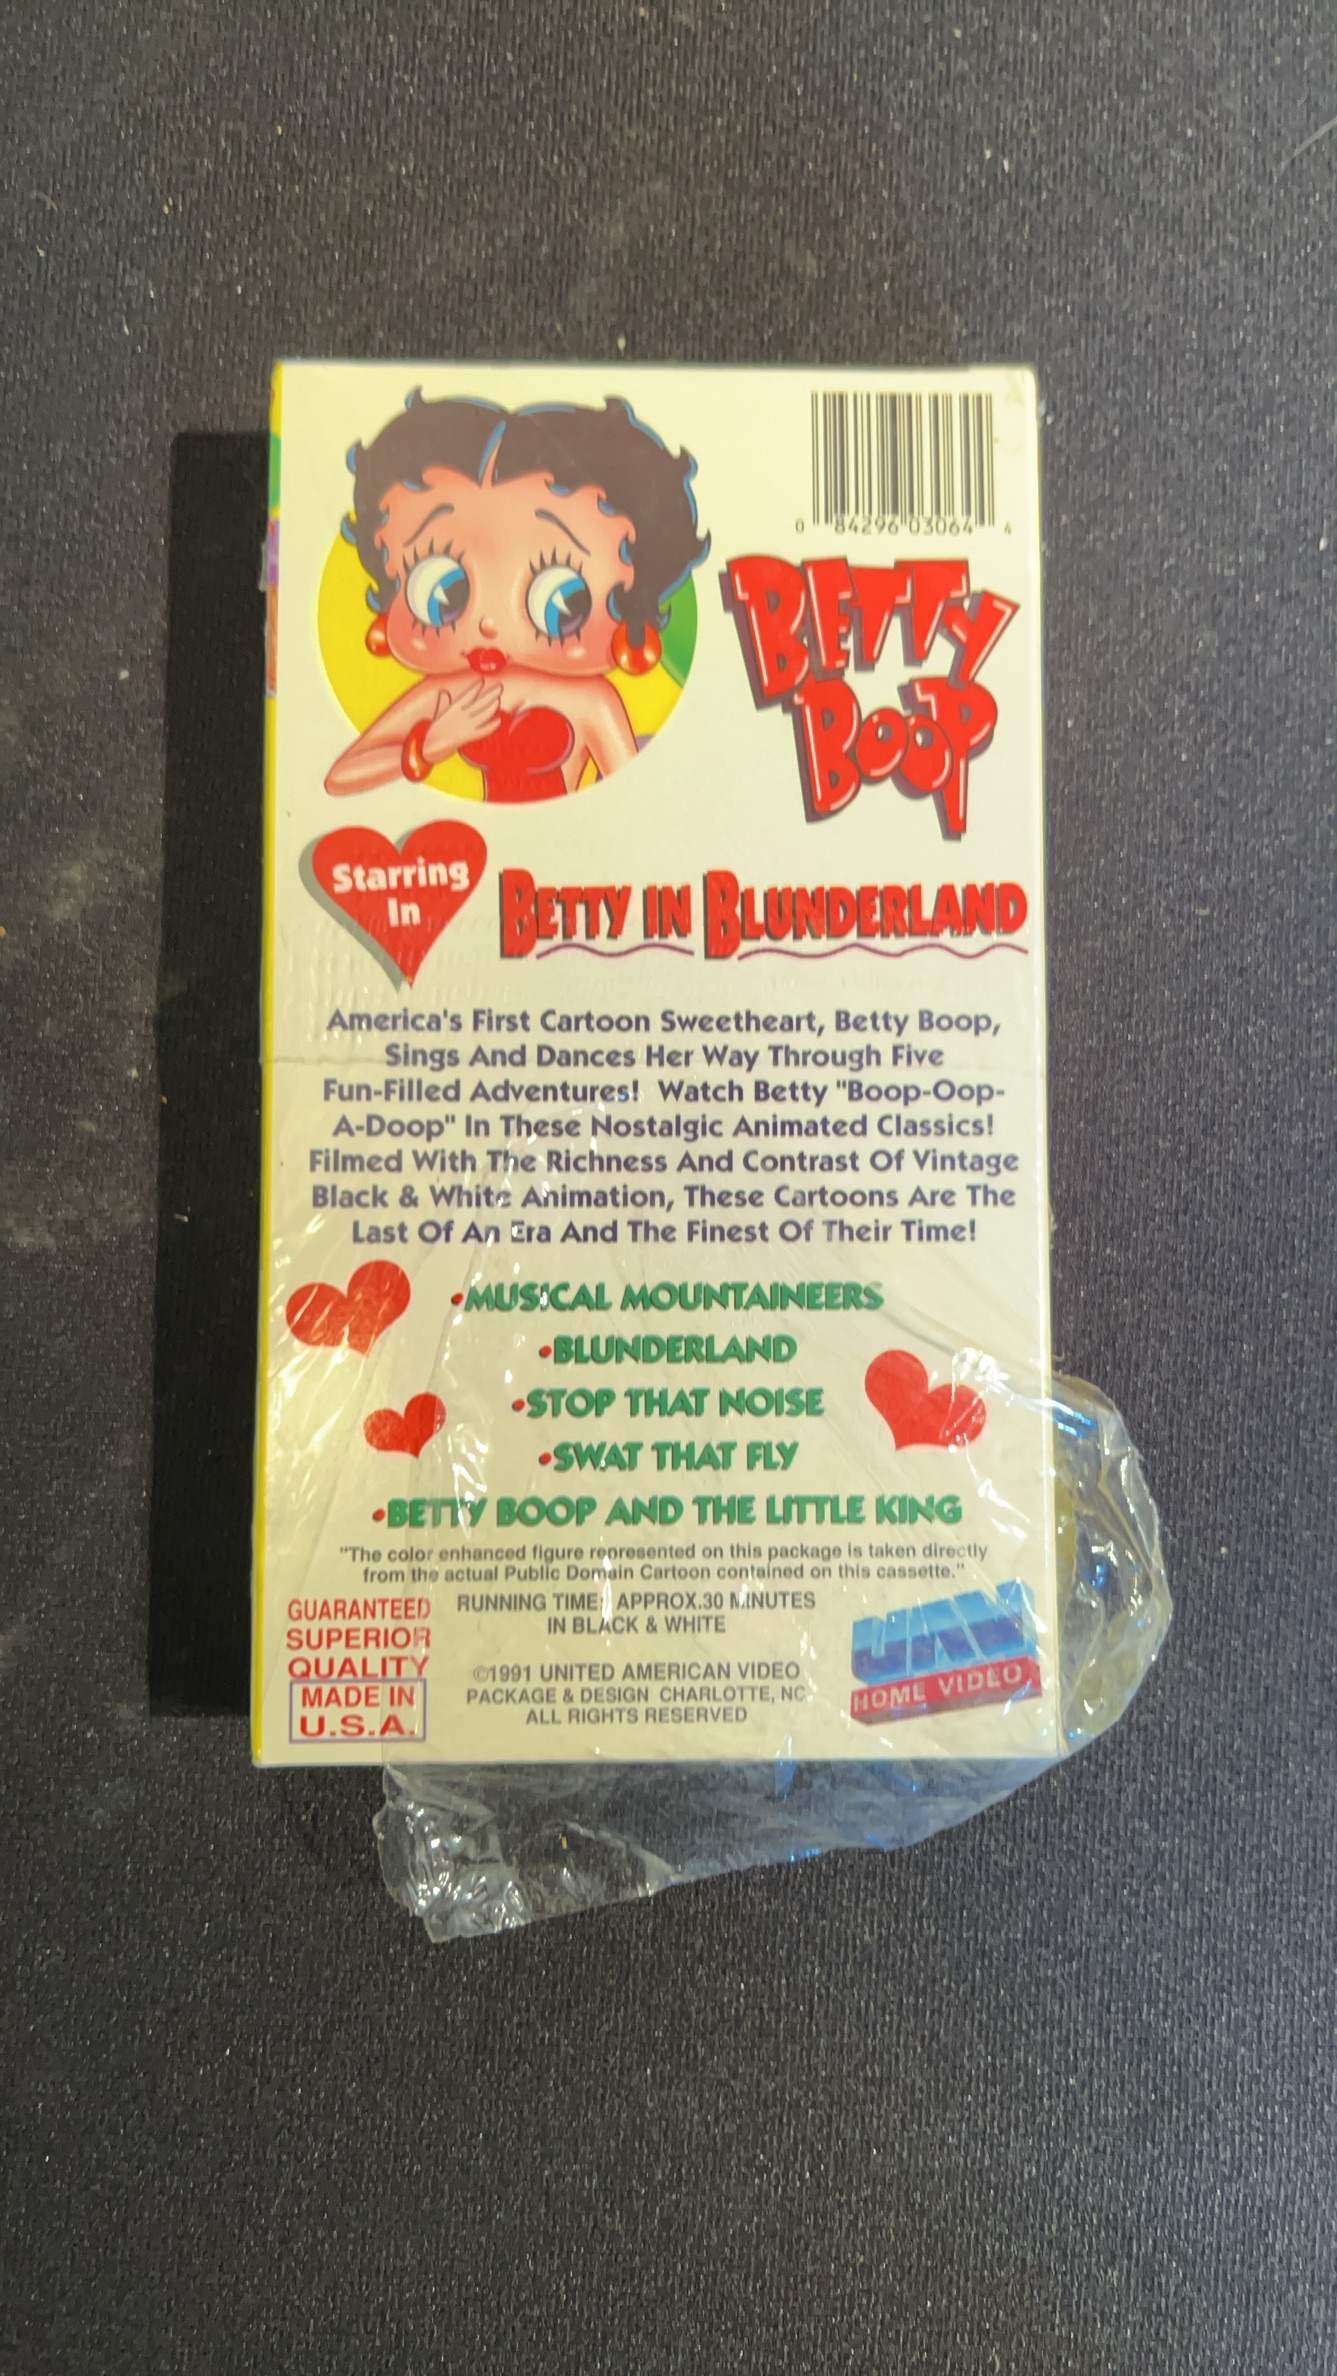 0 84296 03064 4
BETTY
BOOP
Starring
In
BETTY IN BLUNDERLAND
America's First Cartoon Sweetheart, Betty Boop,
Sings And Dances Her Way Through Five
Fun-Filled Adventures! Watch Betty "Boop-Oop-
A-Doop" In These Nostalgic Animated Classics!
Filmed With The Richness And Contrast Of Vintage
Black & White Animation, These Cartoons Are The
Last Of An Era And The Finest Of Their Time!
•MUSICAL MOUNTAINEERS
•BLUNDERLAND
•STOP THAT NOISE
•SWAT THAT FLY
•BETTY BOOP AND THE LITTLE KING
"The color enhanced figure represented on this package is taken directly
from the actual Public Domain Cartoon contained on this cassette."
GUARANTEED
SUPERIOR
QUALITY
MADE IN
U.S.A.
RUNNING TIME: APPROX.30 MINUTES
IN BLACK & WHITE
©1991 UNITED AMERICAN VIDEO
PACKAGE & DESIGN CHARLOTTE, NC
ALL RIGHTS RESERVED
UAV
HOME VIDEO